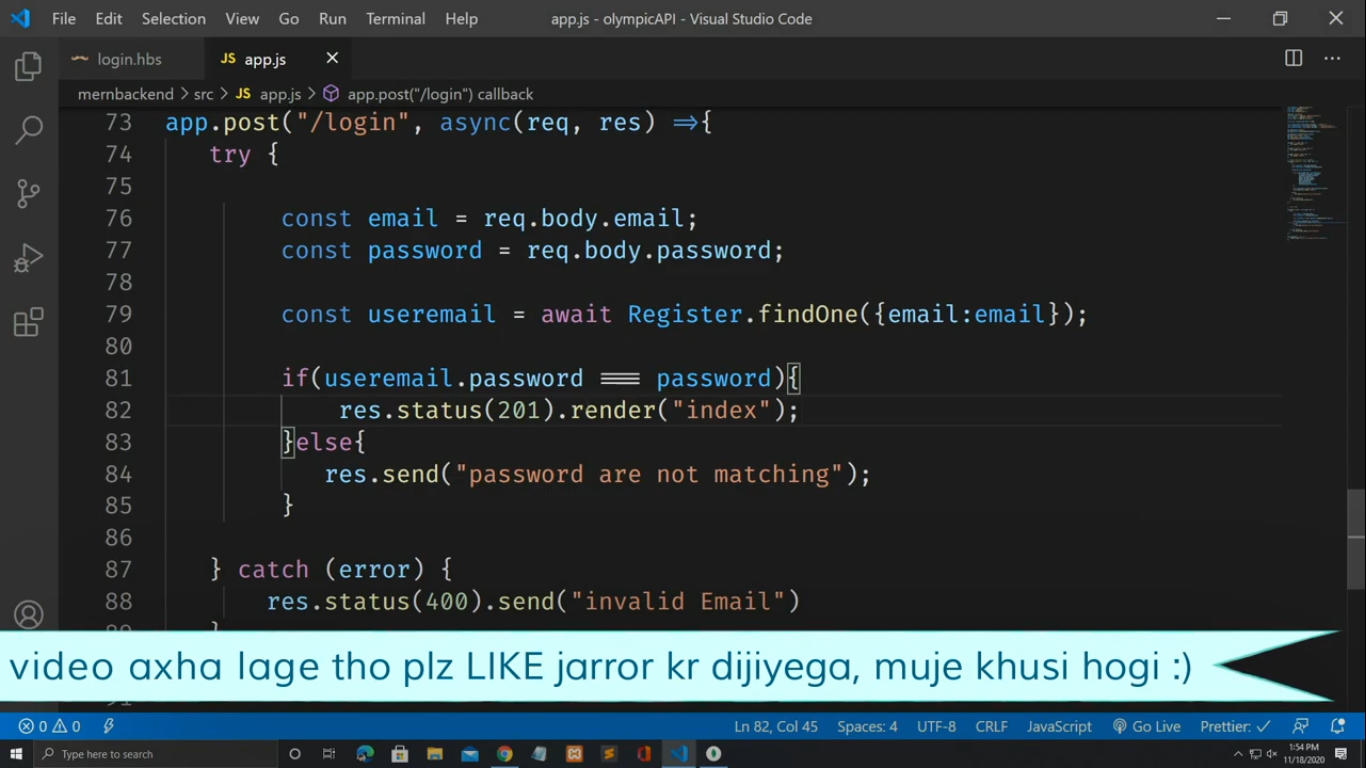 File Edit Selection View Go Run Terminal Help app.js - olympicAPI - Visual Studio Code
login.hbs JS app.js
mernbackend > src > JS app.js > app.post("/login") callback
73 app.post("/login", async(req, res) =>{
74 try {
75
76 const email = req.body.email;
77 const password = req.body.password;
78
79 const useremail = await Register.findOne({email:email});
80
81 if(useremail.password === password){
82 res.status(201).render("index");
83 }else{
84 res.send("password are not matching");
85 }
86
87 } catch (error) {
88 res.status(400).send("invalid Email")
video axha lage tho plz LIKE jarror kr dijiyega, muje khusi hogi :)
0 0 Ln 82, Col 45 Spaces: 4 UTF-8 CRLF JavaScript Go Live Prettier: ✓
Type here to search 1:54 PM
11/18/2020